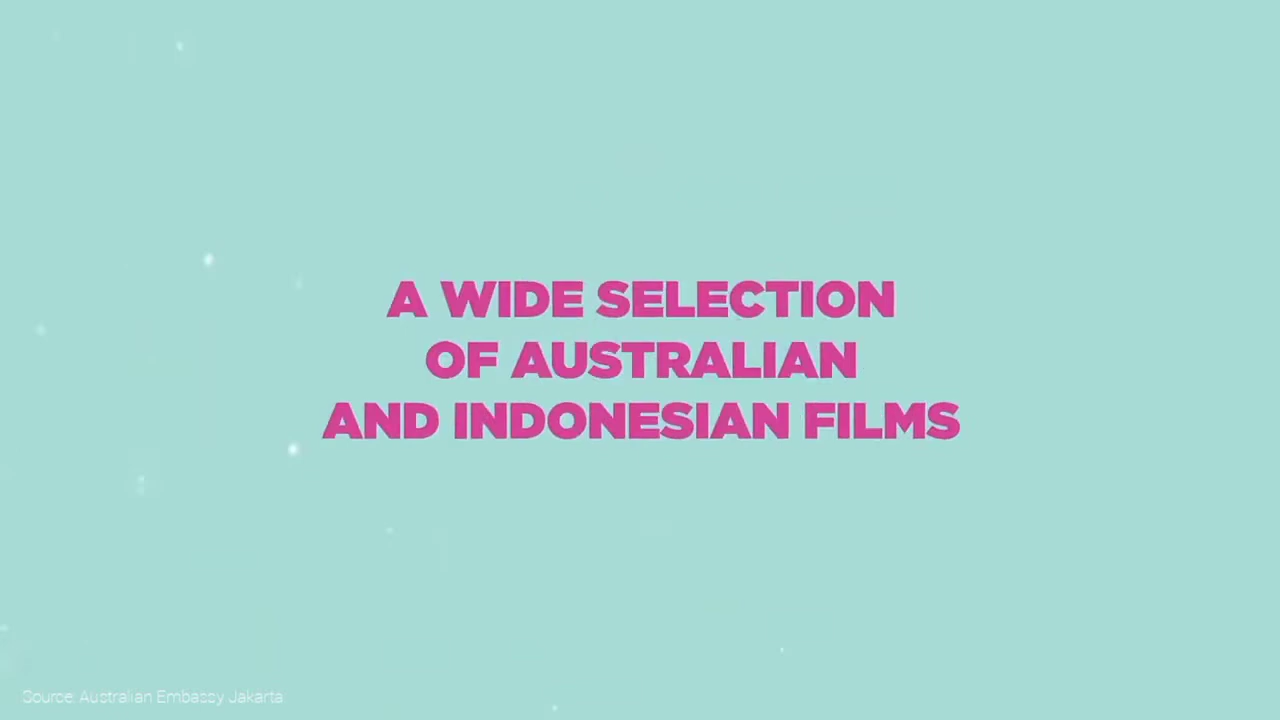 A WIDE SELECTION
OF AUSTRALIAN
AND INDONESIAN FILMS
Source: Australian Embassy Jakarta